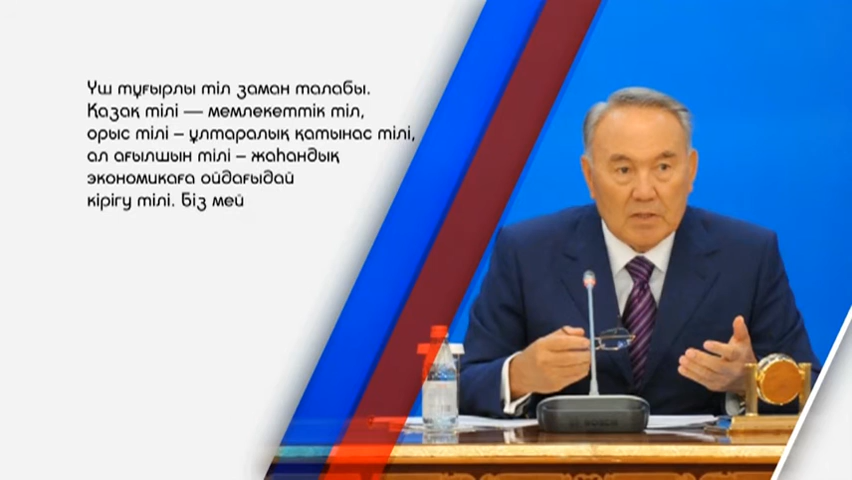 Үш тұғырлы тіл заман талабы.
Қазақ тілі — мемлекеттік тіл,
орыс тілі – ұлтаралық қатынас тілі,
ал ағылшын тілі – жаһандық
экономикаға ойдағыдай
кірігу тілі. Біз мей
BOSCH